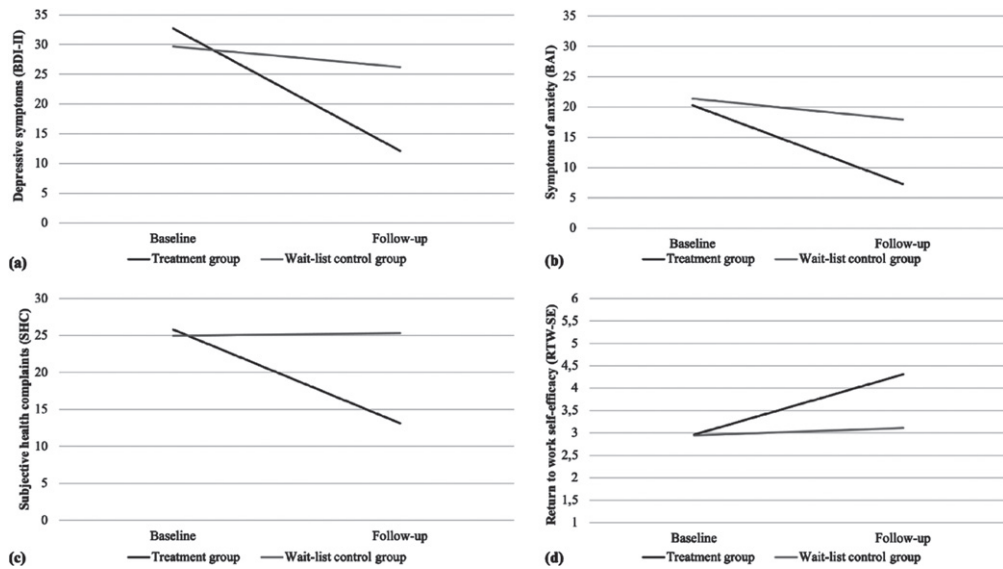 Depressive symptoms (BDI-II)
35
30
25
20
15
10
5
0
Baseline
Follow-up
(a)
Treatment group
Wait-list control group
Symptoms of anxiety (BAI)
35
30
25
20
15
10
5
0
Baseline
Follow-up
(b)
Treatment group
Wait-list control group
Subjective health complaints (SHC)
30
25
20
15
10
5
0
Baseline
Follow-up
(c)
Treatment group
Wait-list control group
Return to work self-efficacy (RTW-SE)
6
5,5
5
4,5
4
3,5
3
2,5
2
1,5
1
Baseline
Follow-up
(d)
Treatment group
Wait-list control group